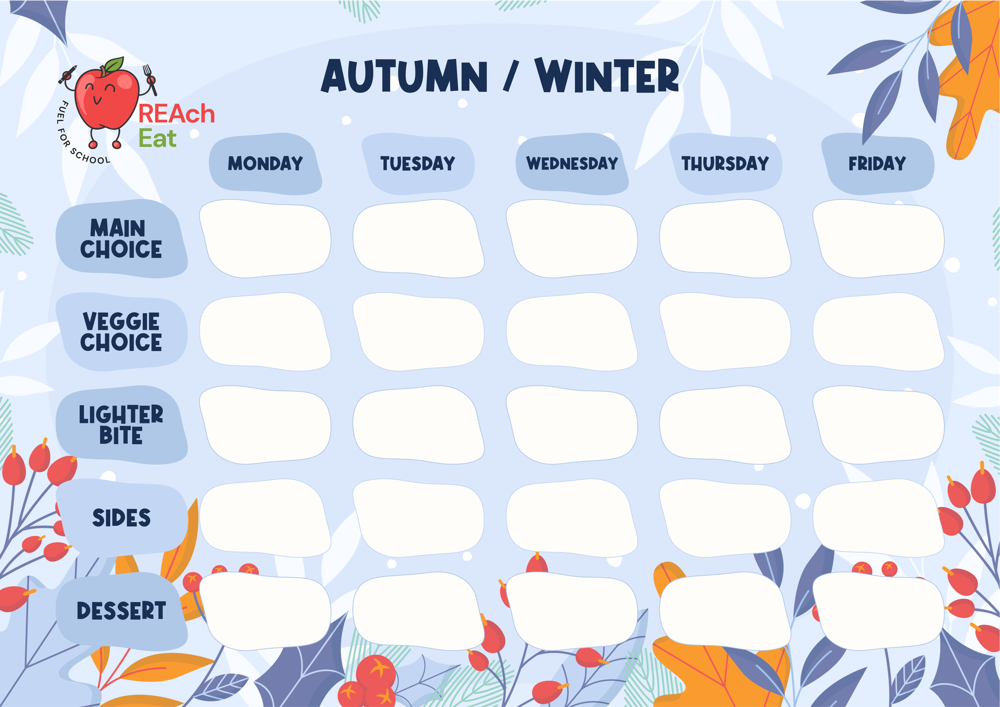 AUTUMN / WINTER
REAch
Eat
FUEL FOR SCHOOL
MONDAY
TUESDAY
WEDNESDAY
THURSDAY
FRIDAY
MAIN
CHOICE
VEGGIE
CHOICE
LIGHTER
BITE
SIDES
DESSERT